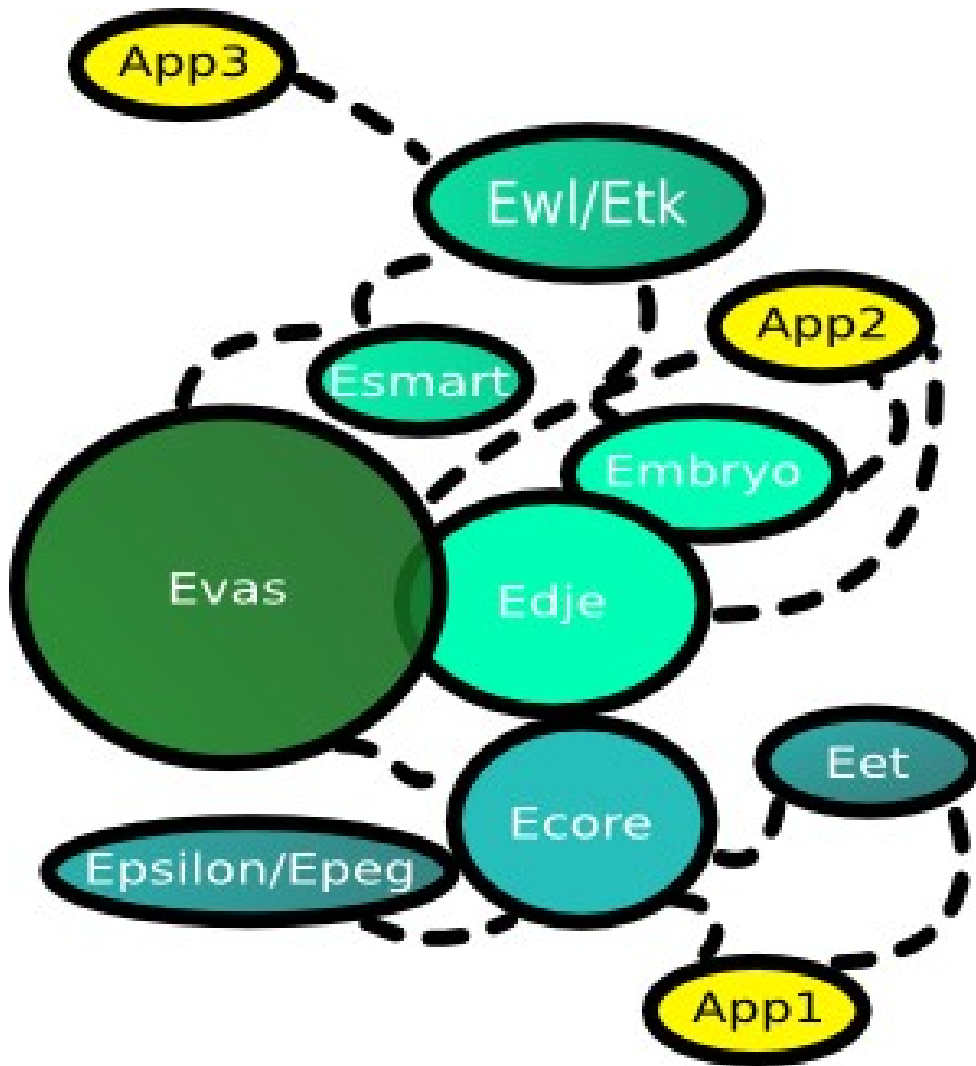 App3
Ewl/Etk
App2
Esmart
Embryo
Evas
Edje
Eet
Ecore
Epsilon/Epeg
App1